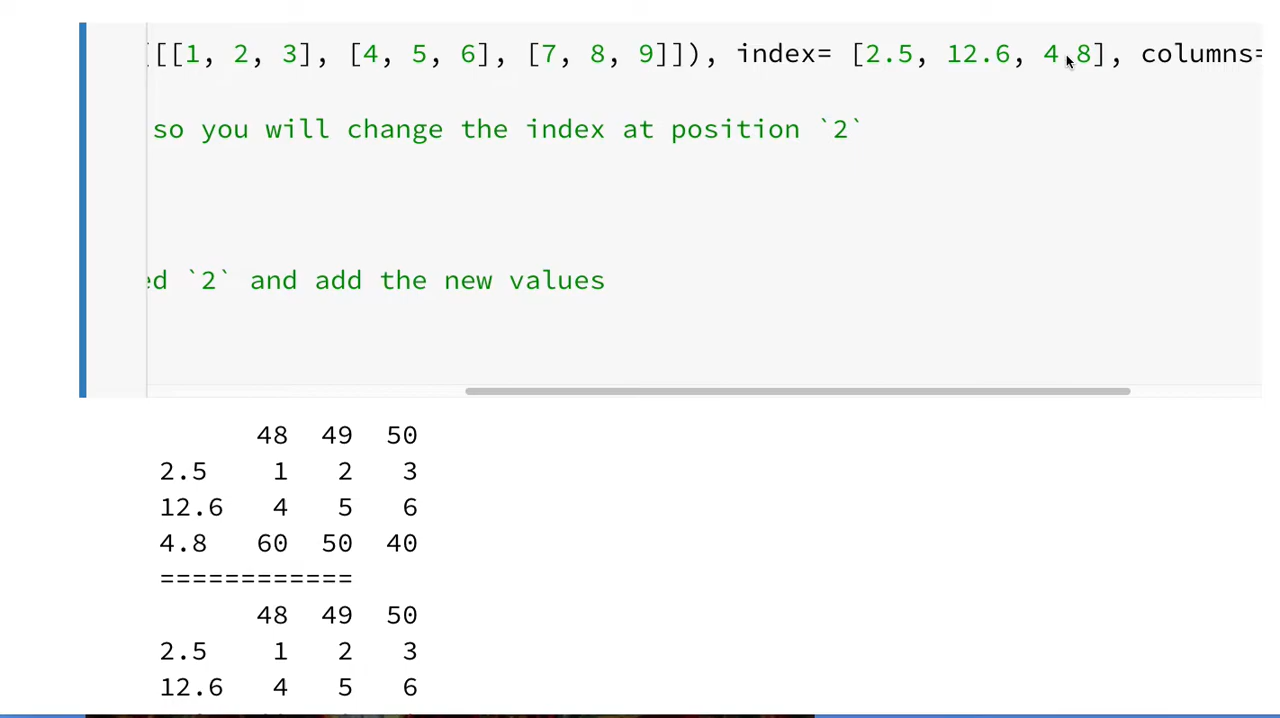 [[1, 2, 3], [4, 5, 6], [7, 8, 9]]), index= [2.5, 12.6, 4.8], columns=
so you will change the index at position `2`
ed `2` and add the new values
48 49 50
2.5 1 2 3
12.6 4 5 6
4.8 60 50 40
============
48 49 50
2.5 1 2 3
12.6 4 5 6